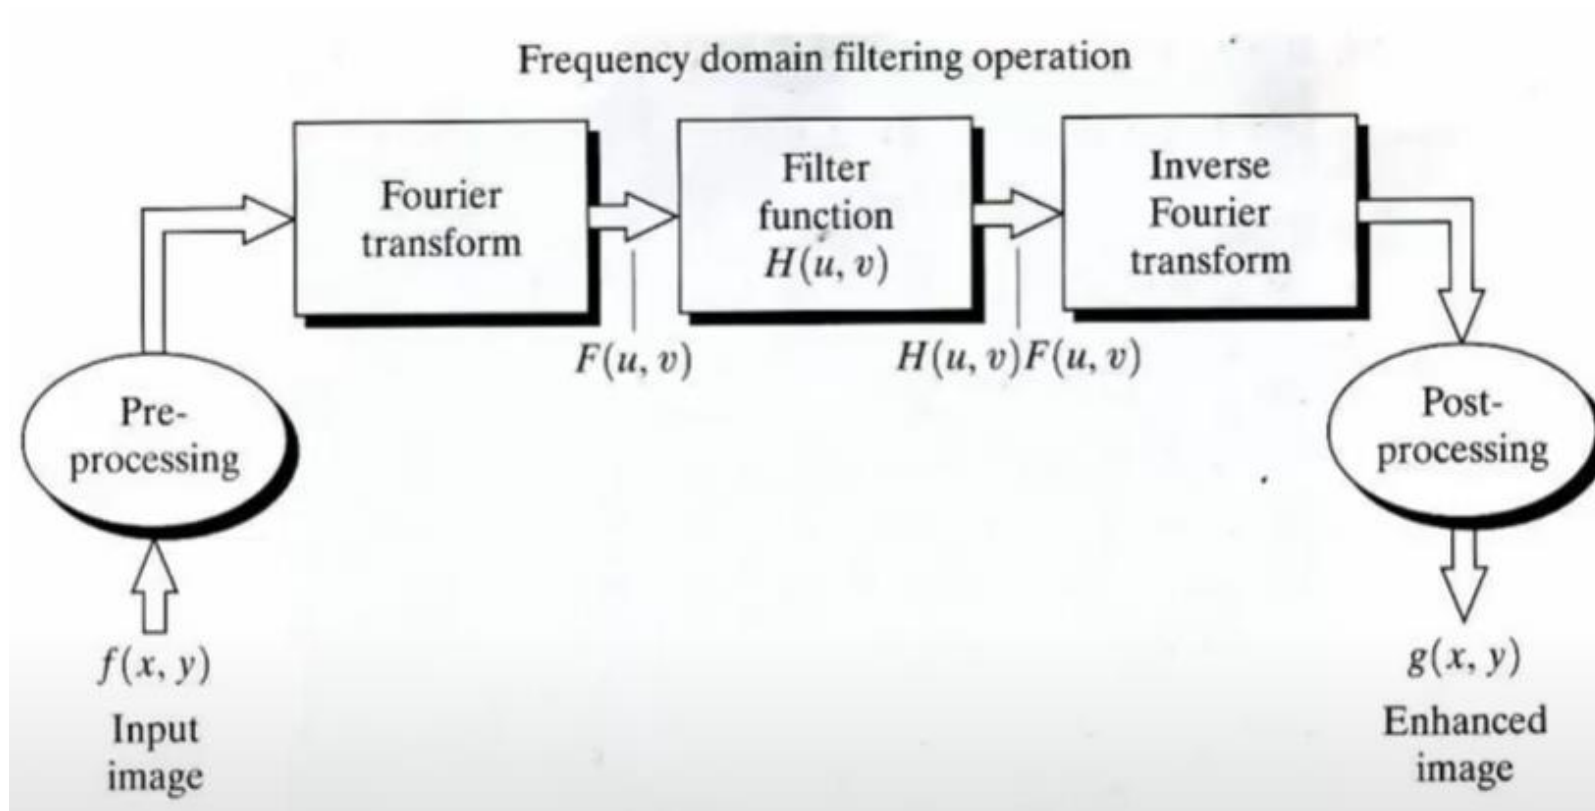 Frequency domain filtering operation
Fourier
transform
Filter
function
H(u, v)
Inverse
Fourier
transform
F(u, v)
H(u, v)F(u, v)
Pre-
processing
Post-
processing
f(x, y)
Input
image
g(x, y)
Enhanced
image